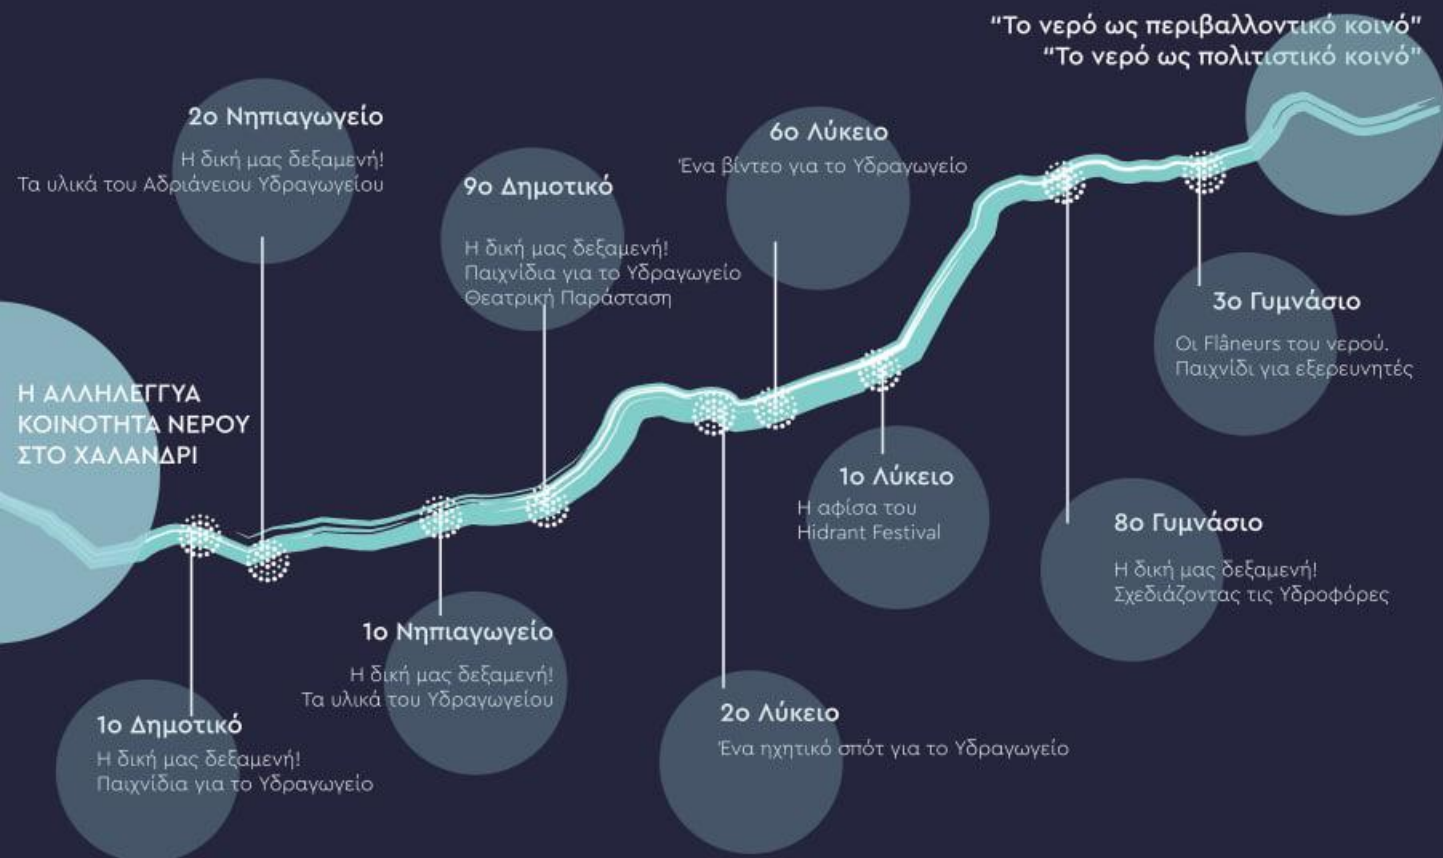 “Το νερό ως περιβαλλοντικό κοινό”
“Το νερό ως πολιτιστικό κοινό”
2ο Νηπιαγωγείο
Η δική μας δεξαμενή!
Τα υλικά του Αδριάνειου Υδραγωγείου
9ο Δημοτικό
Η δική μας δεξαμενή!
Παιχνίδια για το Υδραγωγείο
Θεατρική Παράσταση
6ο Λύκειο
Ένα βίντεο για το Υδραγωγείο
3ο Γυμνάσιο
Οι Flâneurs του νερού.
Παιχνίδι για εξερευνητές
Η ΑΛΛΗΛΕΓΓΥΑ
ΚΟΙΝΟΤΗΤΑ ΝΕΡΟΥ
ΣΤΟ ΧΑΛΑΝΔΡΙ
1ο Λύκειο
Η αφίσα του
Hidrant Festival
8ο Γυμνάσιο
Η δική μας δεξαμενή!
Σχεδιάζοντας τις Υδροφόρες
1ο Νηπιαγωγείο
Η δική μας δεξαμενή!
Τα υλικά του Υδραγωγείου
2ο Λύκειο
Ένα ηχητικό σπότ για το Υδραγωγείο
1ο Δημοτικό
Η δική μας δεξαμενή!
Παιχνίδια για το Υδραγωγείο